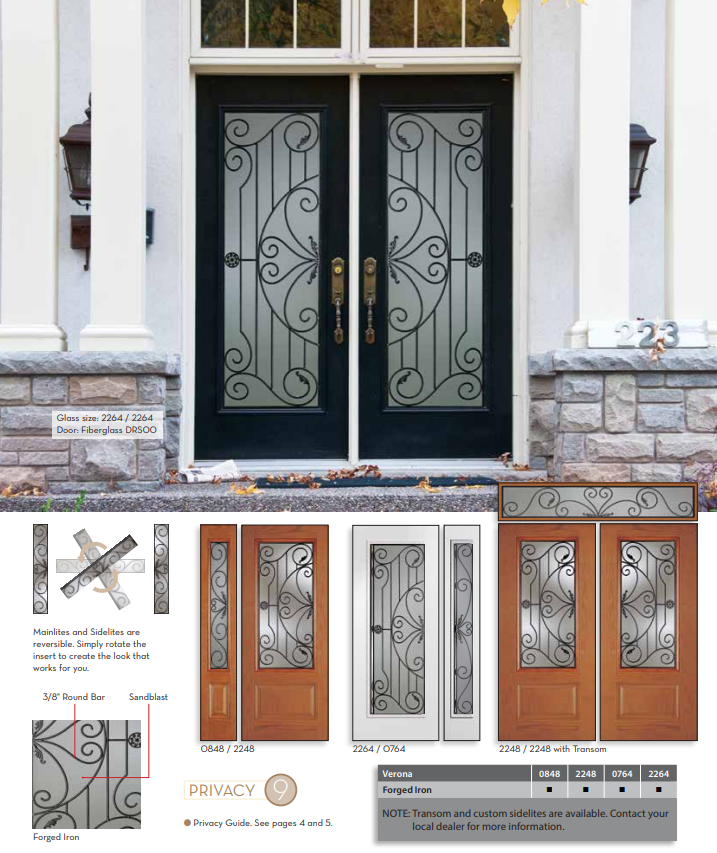 223
Glass size: 2264 / 2264
Door: Fiberglass DRS00
Mainlites and Sidelites are
reversible. Simply rotate the
insert to create the look that
works for you.
3/8" Round Bar
Sandblast
Forged Iron
0848 / 2248
2264 / 0764
2248 / 2248 with Transom
PRIVACY 9
Privacy Guide. See pages 4 and 5.
Verona 0848 2248 0764 2264
Forged Iron ■ ■ ■ ■
NOTE: Transom and custom sidelites are available. Contact your
local dealer for more information.